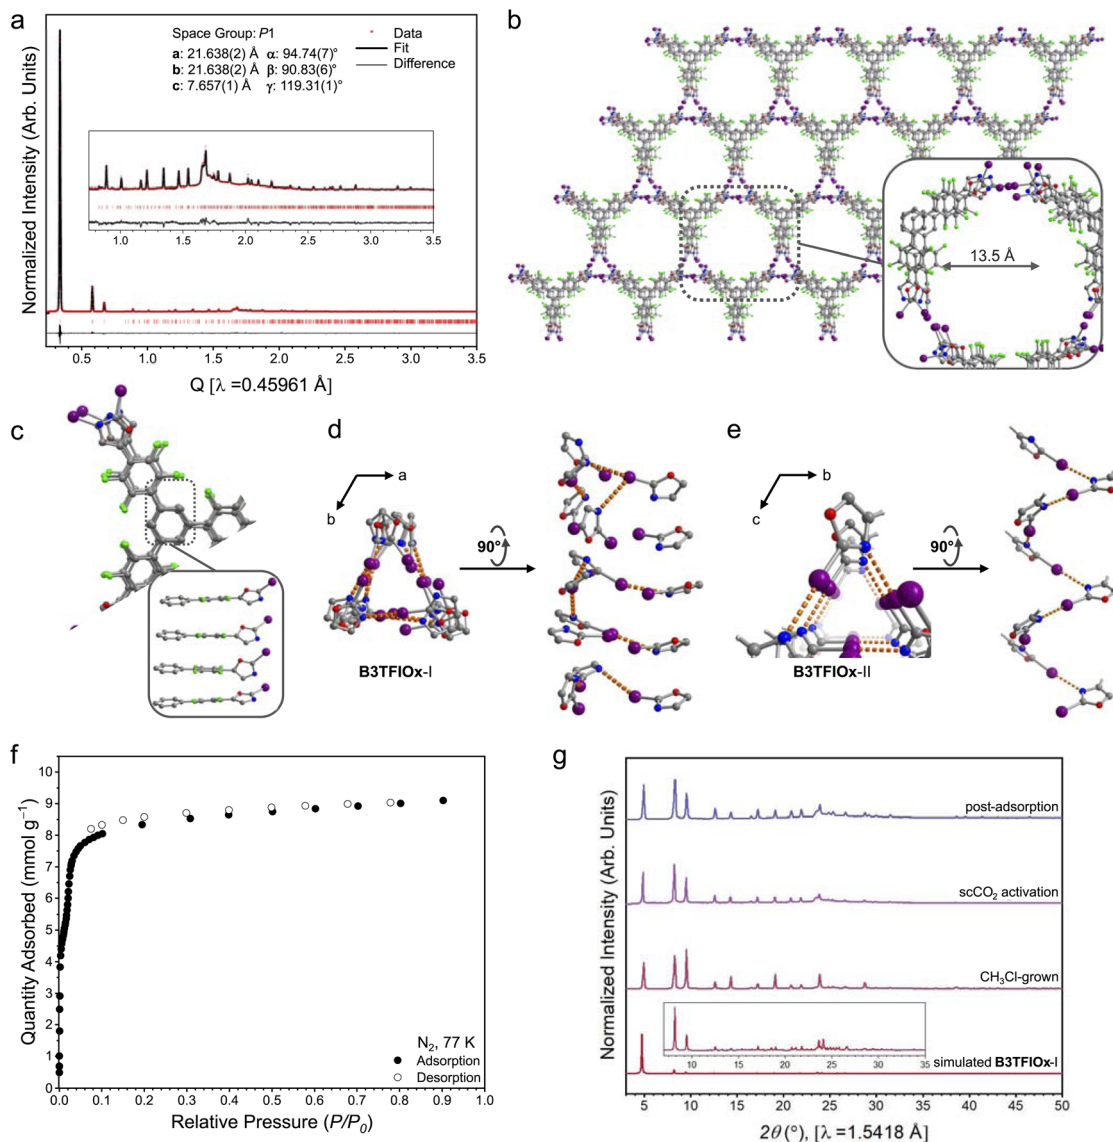 a
Space Group: P1
a: 21.638(2) Å α: 94.74(7)°
b: 21.638(2) Å β: 90.83(6)°
c: 7.657(1) Å γ: 119.31(1)°
Data
Fit
Difference
Normalized Intensity (Arb. Units)
1.0 1.5 2.0 2.5 3.0 3.5
0.5 1.0 1.5 2.0 2.5 3.0 3.5
Q [λ =0.45961 Å]
b
13.5 Å
c
d
a
b
90°
B3TFIOx-I
e
b
c
90°
B3TFIOx-II
f
Quantity Adsorbed (mmol g⁻¹)
10
9
8
7
6
5
4
3
2
1
0
N₂, 77 K
Adsorption
Desorption
0.0 0.1 0.2 0.3 0.4 0.5 0.6 0.7 0.8 0.9 1
Relative Pressure (P/P₀)
g
Normalized Intensity (Arb. Units)
post-adsorption
scCO₂ activation
CH₃Cl-grown
10 15 20 25 30 35
simulated B3TFIOx-I
5 10 15 20 25 30 35 40 45 50
2θ (°), [λ =1.5418 Å]